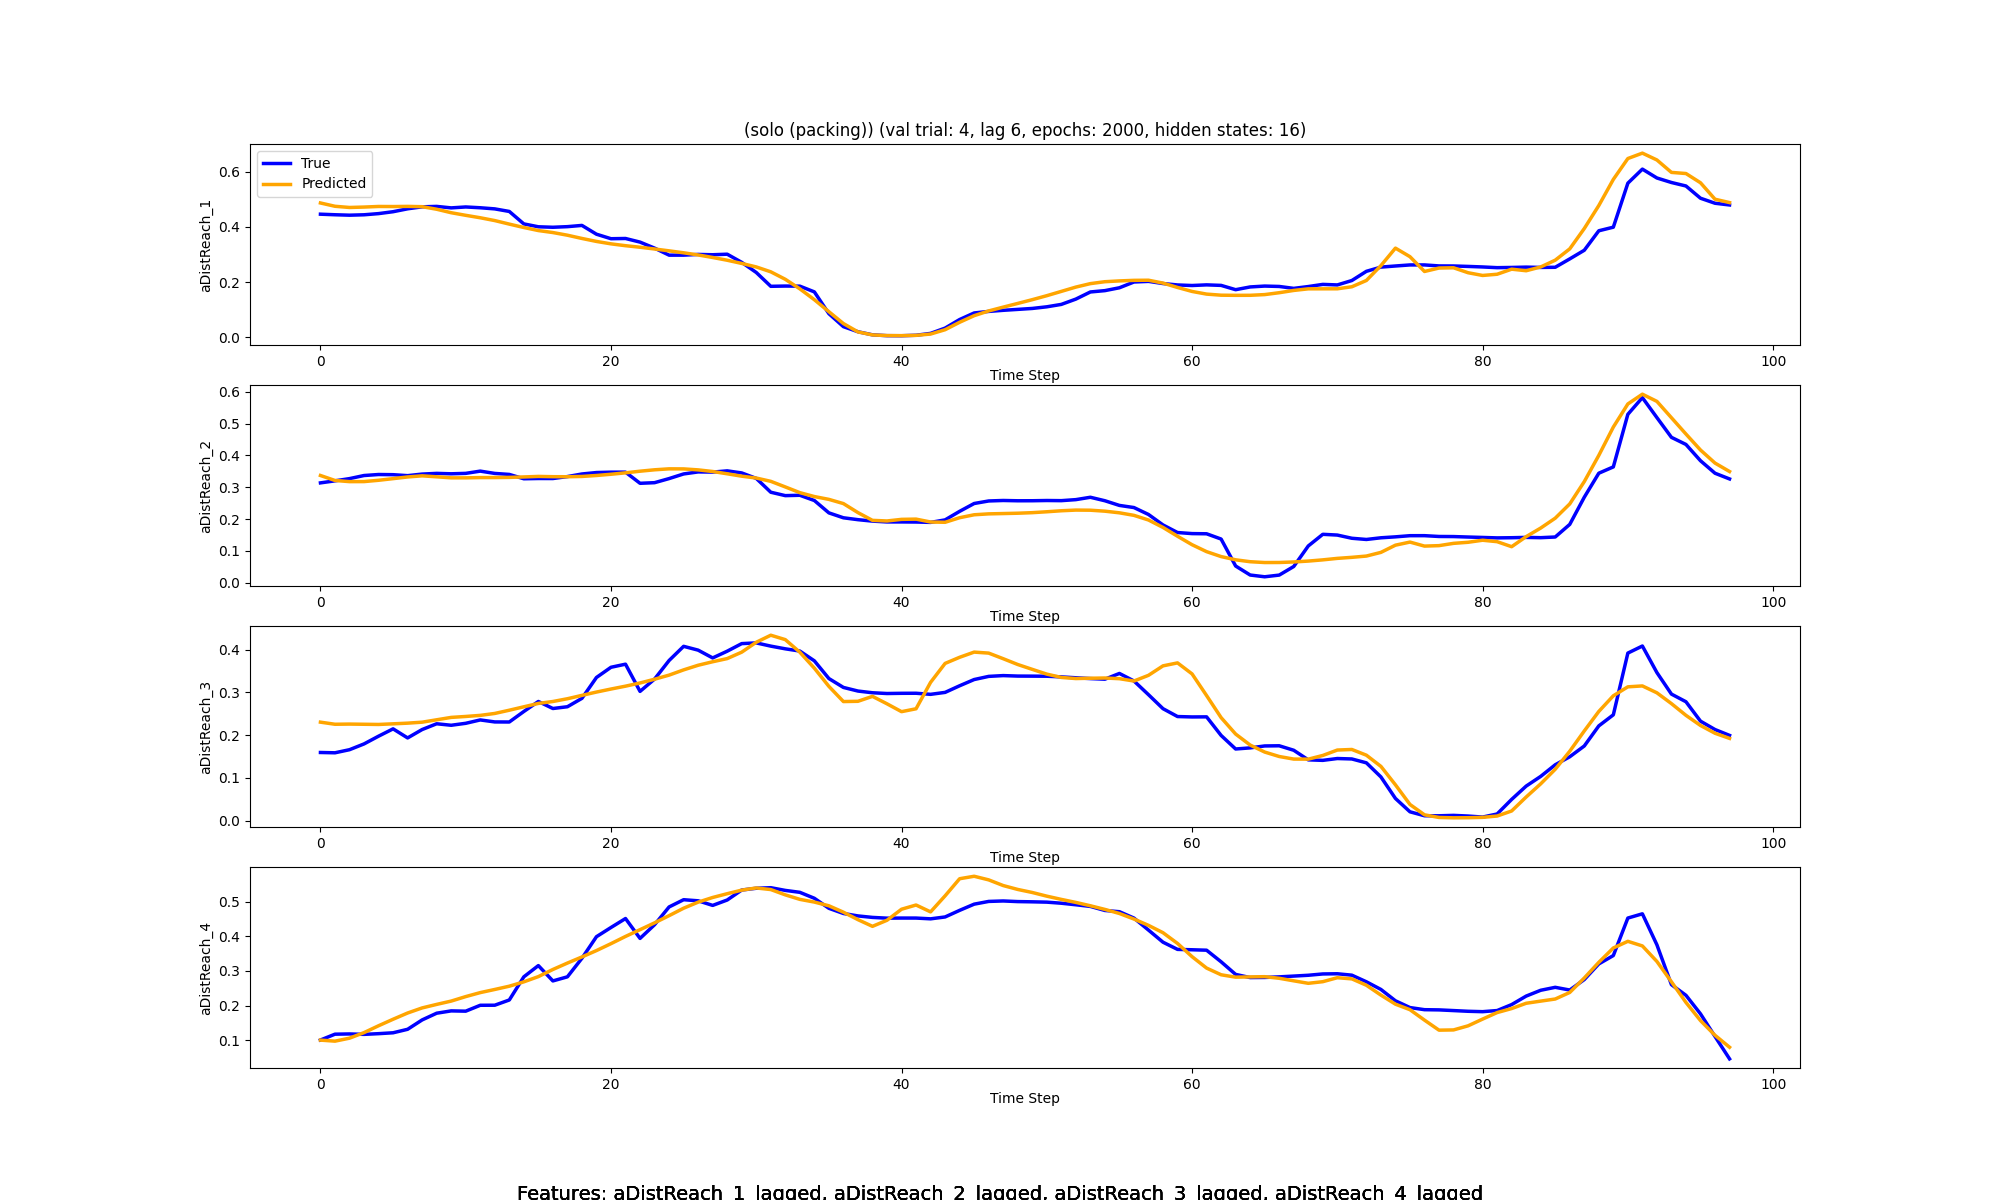 (solo (packing)) (val trial: 4, lag 6, epochs: 2000, hidden states: 16)
True
Predicted
aDistReach_1
0.6
0.4
0.2
0.0
0 20 40 60 80 100
Time Step
aDistReach_2
0.6
0.5
0.4
0.3
0.2
0.1
0.0
0 20 40 60 80 100
Time Step
aDistReach_3
0.4
0.3
0.2
0.1
0.0
0 20 40 60 80 100
Time Step
aDistReach_4
0.5
0.4
0.3
0.2
0.1
0 20 40 60 80 100
Time Step
Features: aDistReach_1_lagged, aDistReach_2_lagged, aDistReach_3_lagged, aDistReach_4_lagged